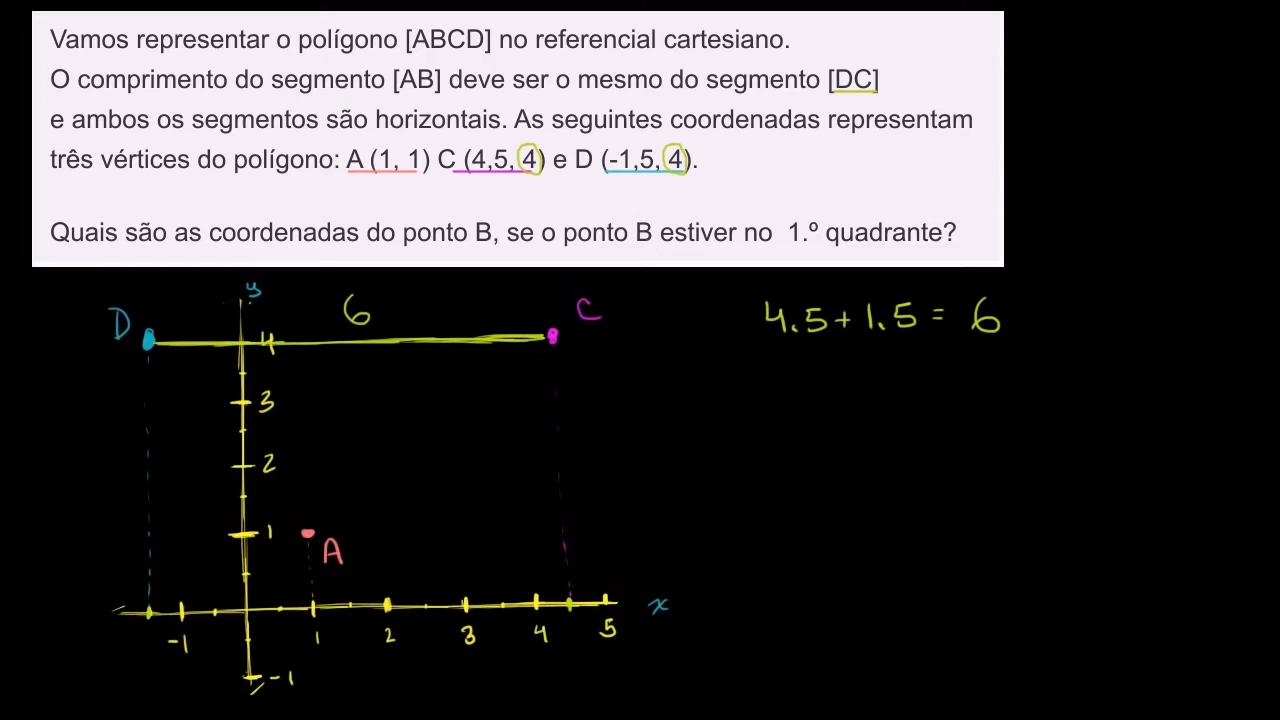 Vamos representar o polígono [ABCD] no referencial cartesiano.
O comprimento do segmento [AB] deve ser o mesmo do segmento [DC]
e ambos os segmentos são horizontais. As seguintes coordenadas representam
três vértices do polígono: A (1, 1) C (4,5, 4) e D (-1,5, 4).
Quais são as coordenadas do ponto B, se o ponto B estiver no 1.º quadrante?
y
D 6 C 4.5+1.5= 6
4
3
2
1
A
x
-1 1 2 3 4 5
-1